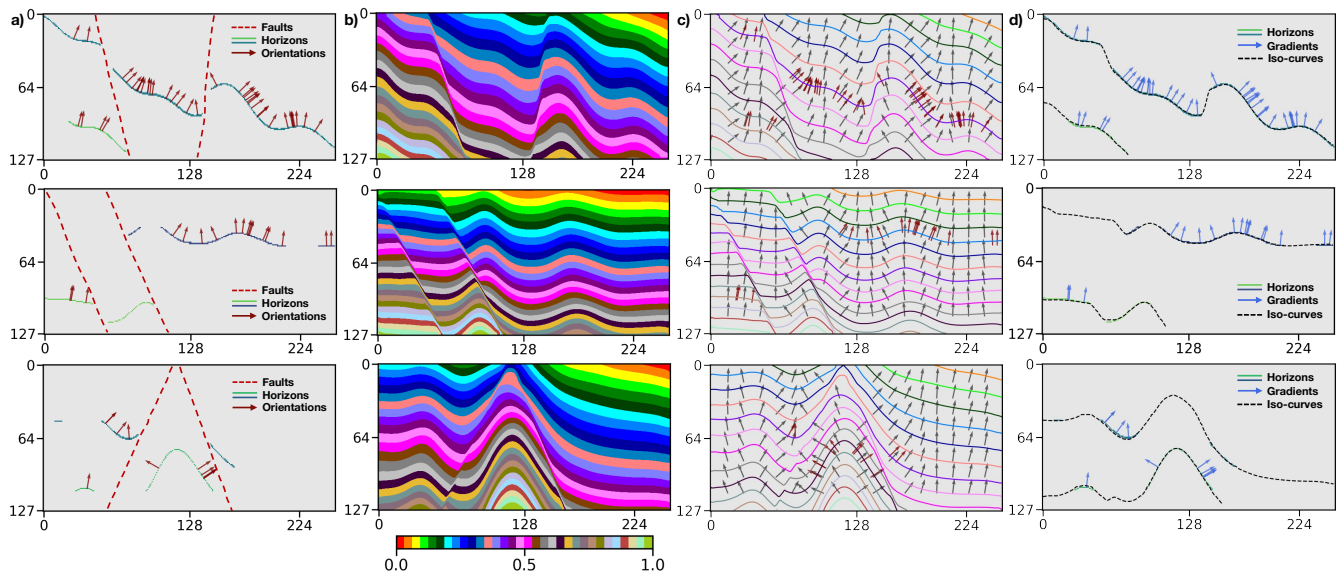 a) b) c) d)
0 0 0 0
Faults
Horizons
Orientations
Horizons
Gradients
Iso-curves
64 64 64 64
127 127 127 127
0 128 224 0 128 224 0 128 224 0 128 224
0 0 0 0
64 64 64 64
Faults
Horizons
Orientations
Horizons
Gradients
Iso-curves
127 127 127 127
0 128 224 0 128 224 0 128 224 0 128 224
0 0 0 0
Faults
Horizons
Orientations
Horizons
Gradients
Iso-curves
64 64 64 64
127 127 127 127
0 128 224 0 128 224 0 128 224 0 128 224
0.0 0.5 1.0